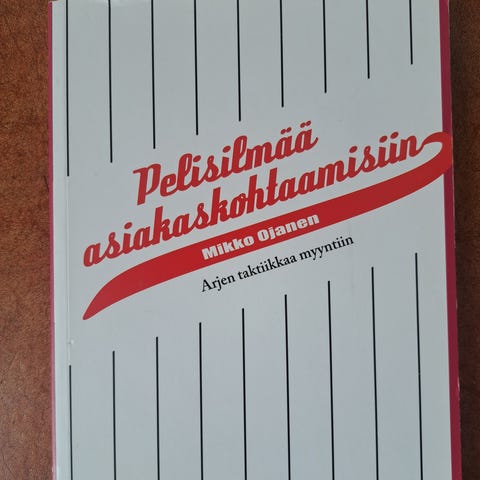 Pelisilmää
asiakaskohtaamisiin
Mikko Ojanen
Arjen taktiikkaa myyntiin